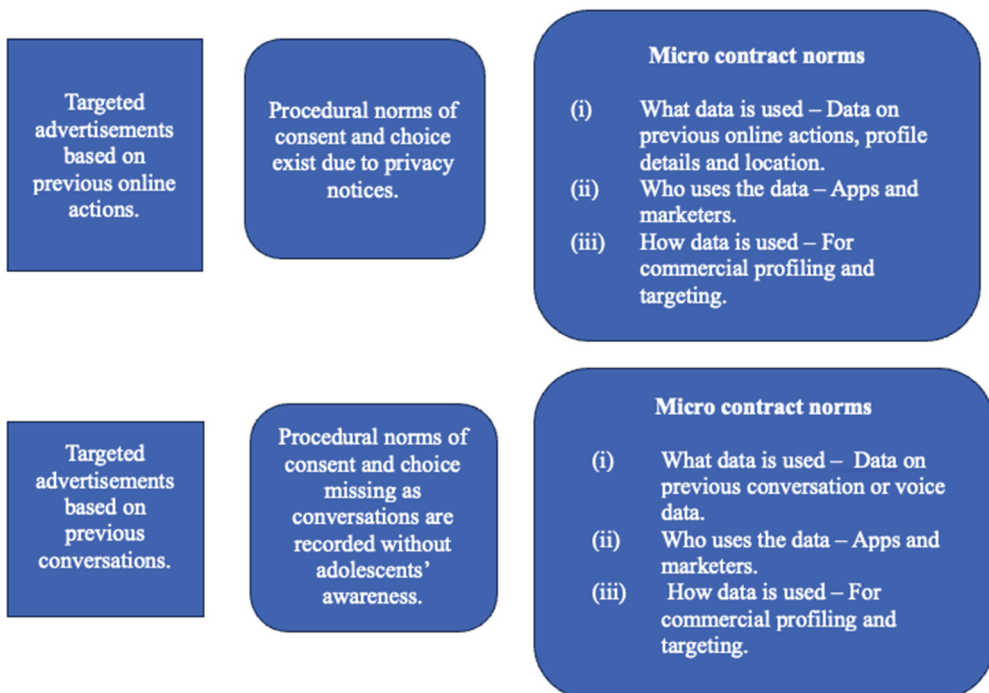 Targeted
advertisements
based on
previous online
actions.
Procedural norms of
consent and choice
exist due to privacy
notices.
Micro contract norms
(i) What data is used – Data on
previous online actions, profile
details and location.
(ii) Who uses the data – Apps and
marketers.
(iii) How data is used – For
commercial profiling and
targeting.
Targeted
advertisements
based on
previous
conversations.
Procedural norms of
consent and choice
missing as
conversations are
recorded without
adolescents’
awareness.
Micro contract norms
(i) What data is used – Data on
previous conversation or voice
data.
(ii) Who uses the data – Apps and
marketers.
(iii) How data is used – For
commercial profiling and
targeting.